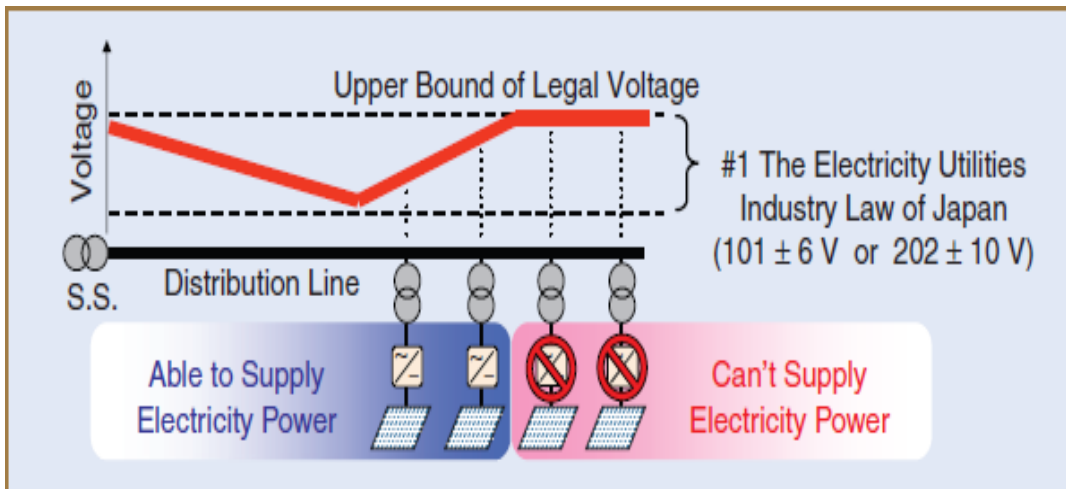 Voltage
Upper Bound of Legal Voltage
#1 The Electricity Utilities
Industry Law of Japan
(101 ± 6 V or 202 ± 10 V)
S.S.
Distribution Line
Able to Supply
Electricity Power
Can't Supply
Electricity Power